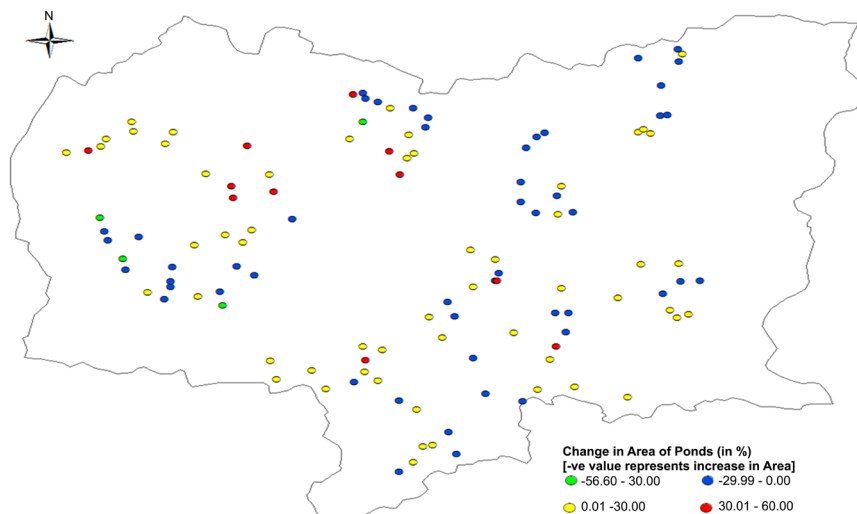 N
Change in Area of Ponds (in %)
[-ve value represents increase in Area]
-56.60 - 30.00 -29.99 - 0.00
0.01 -30.00 30.01 - 60.00